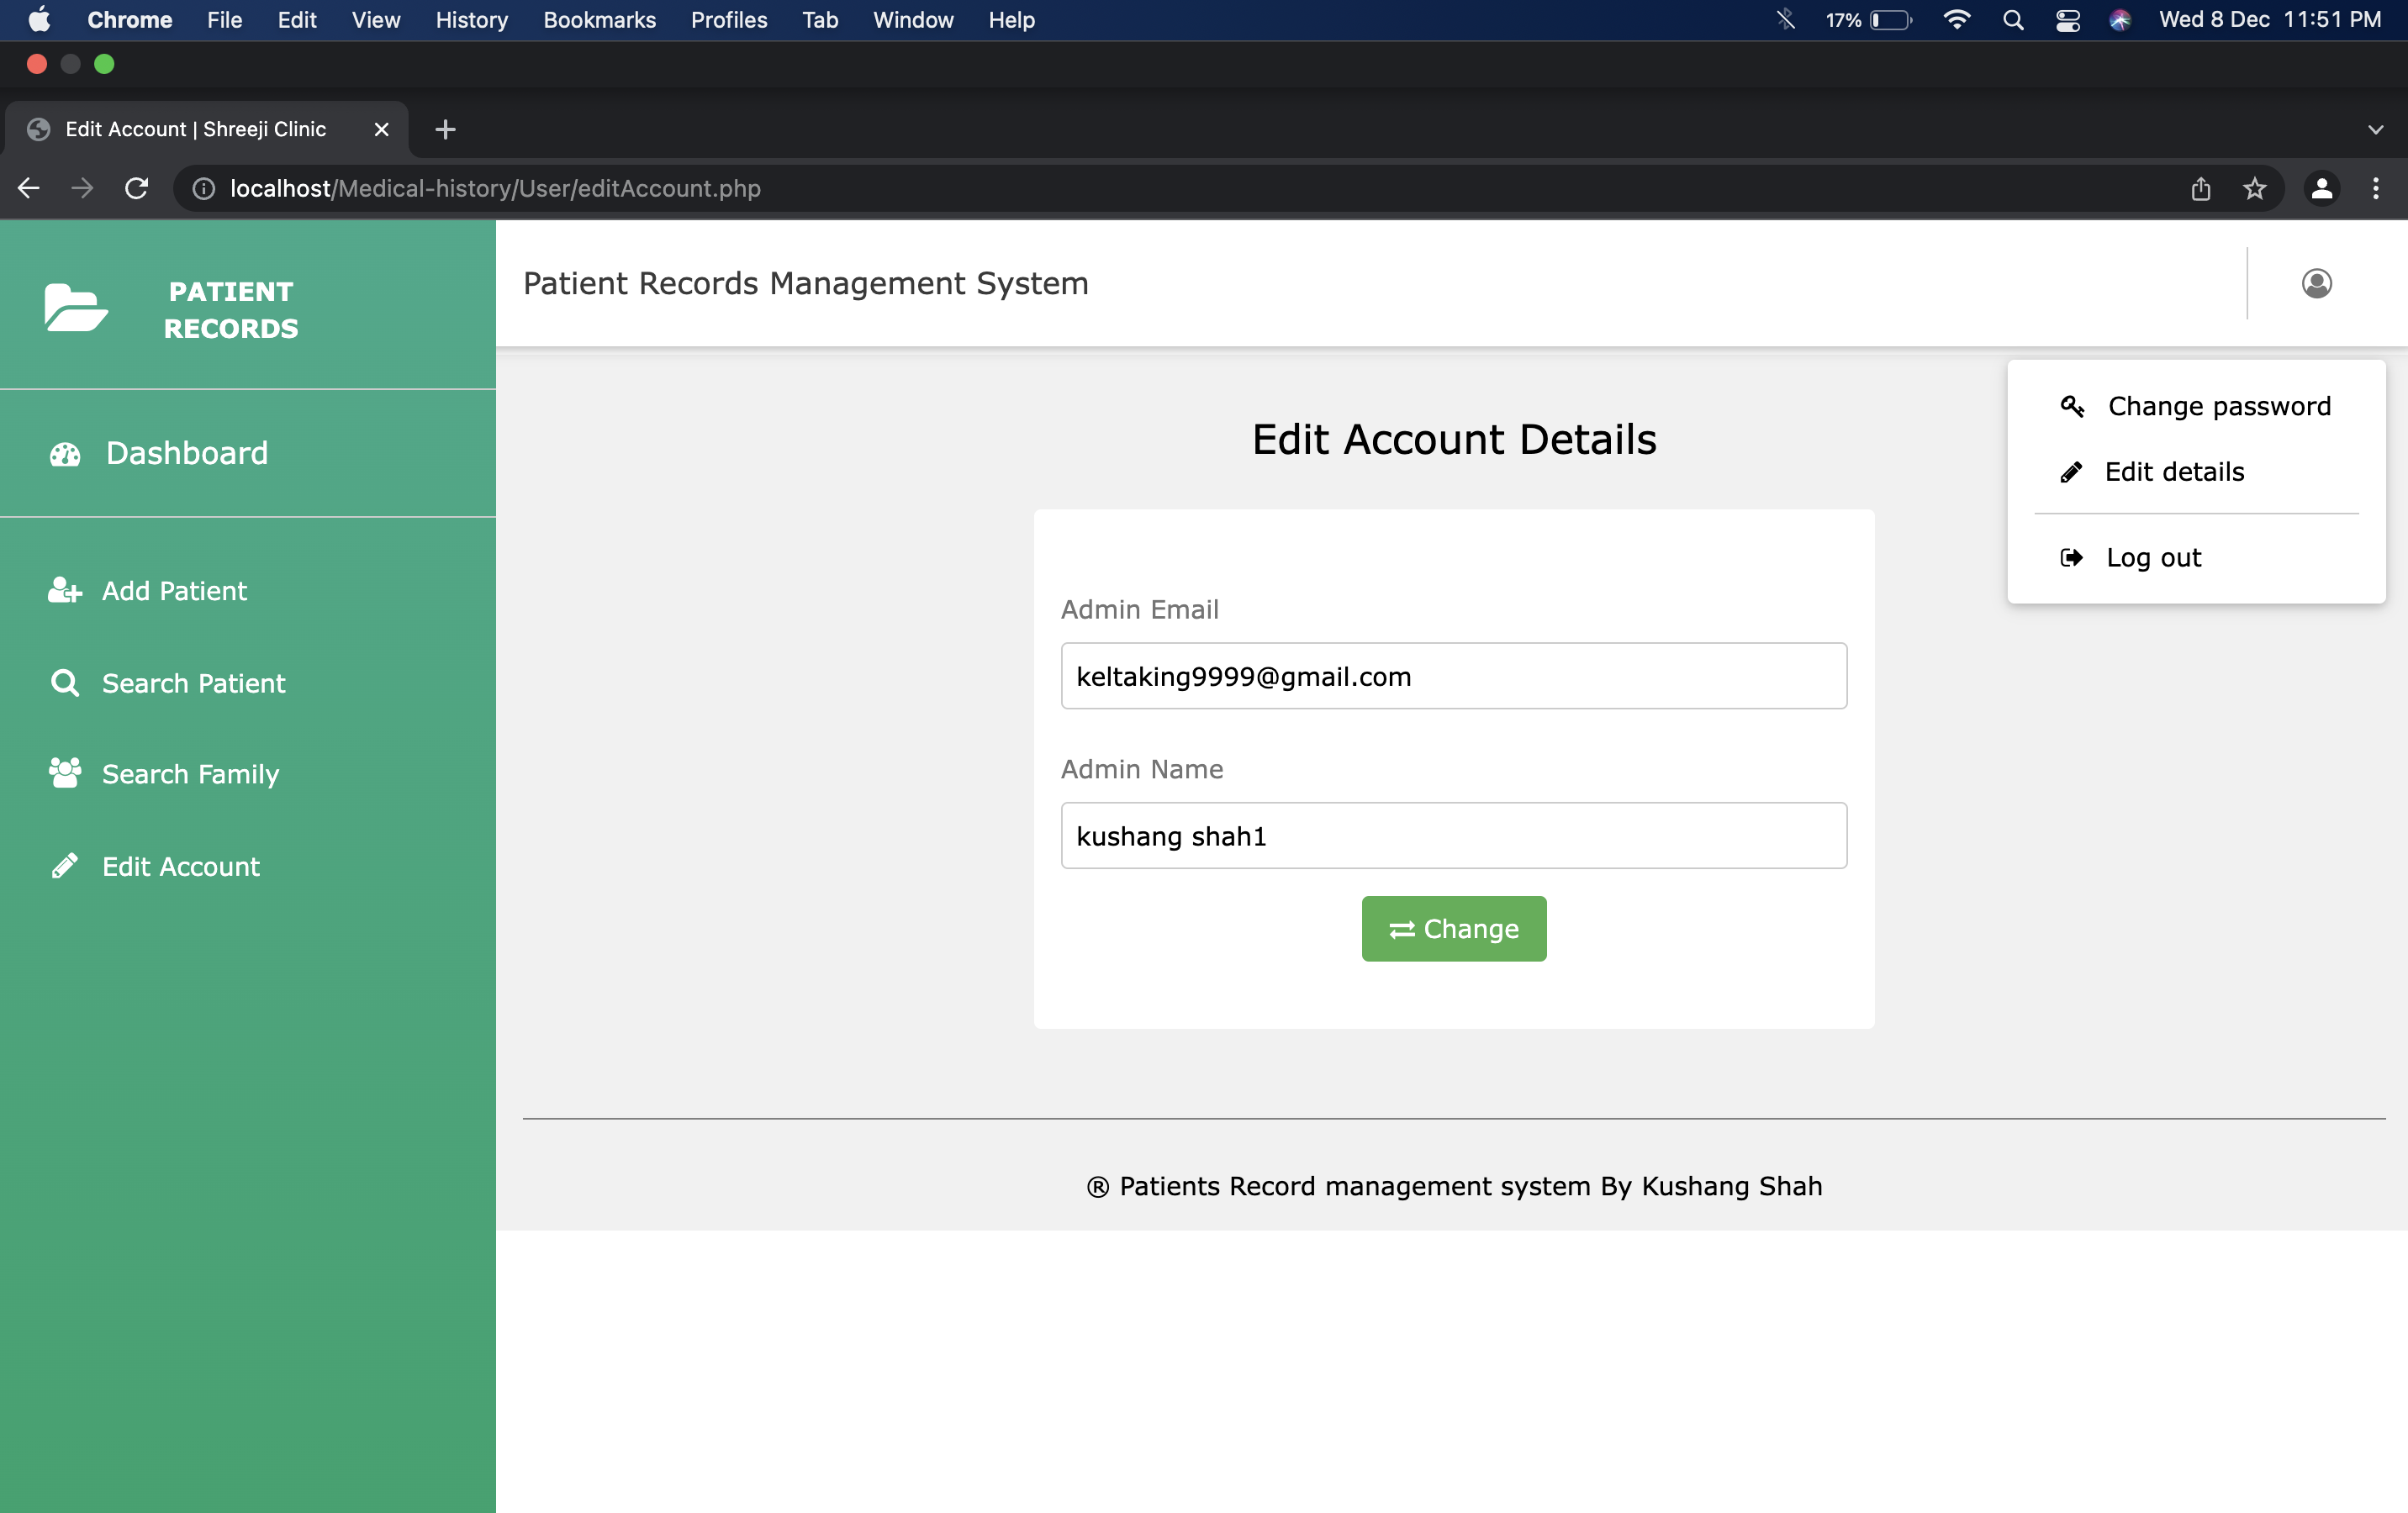 Chrome File Edit View History Bookmarks Profiles Tab Window Help 17% Wed 8 Dec 11:51 PM
Edit Account | Shreeji Clinic
localhost/Medical-history/User/editAccount.php
PATIENT
RECORDS
Dashboard
Add Patient
Search Patient
Search Family
Edit Account
Patient Records Management System
Change password
Edit details
Log out
Edit Account Details
Admin Email
keltaking9999@gmail.com
Admin Name
kushang shah1
Change
® Patients Record management system By Kushang Shah